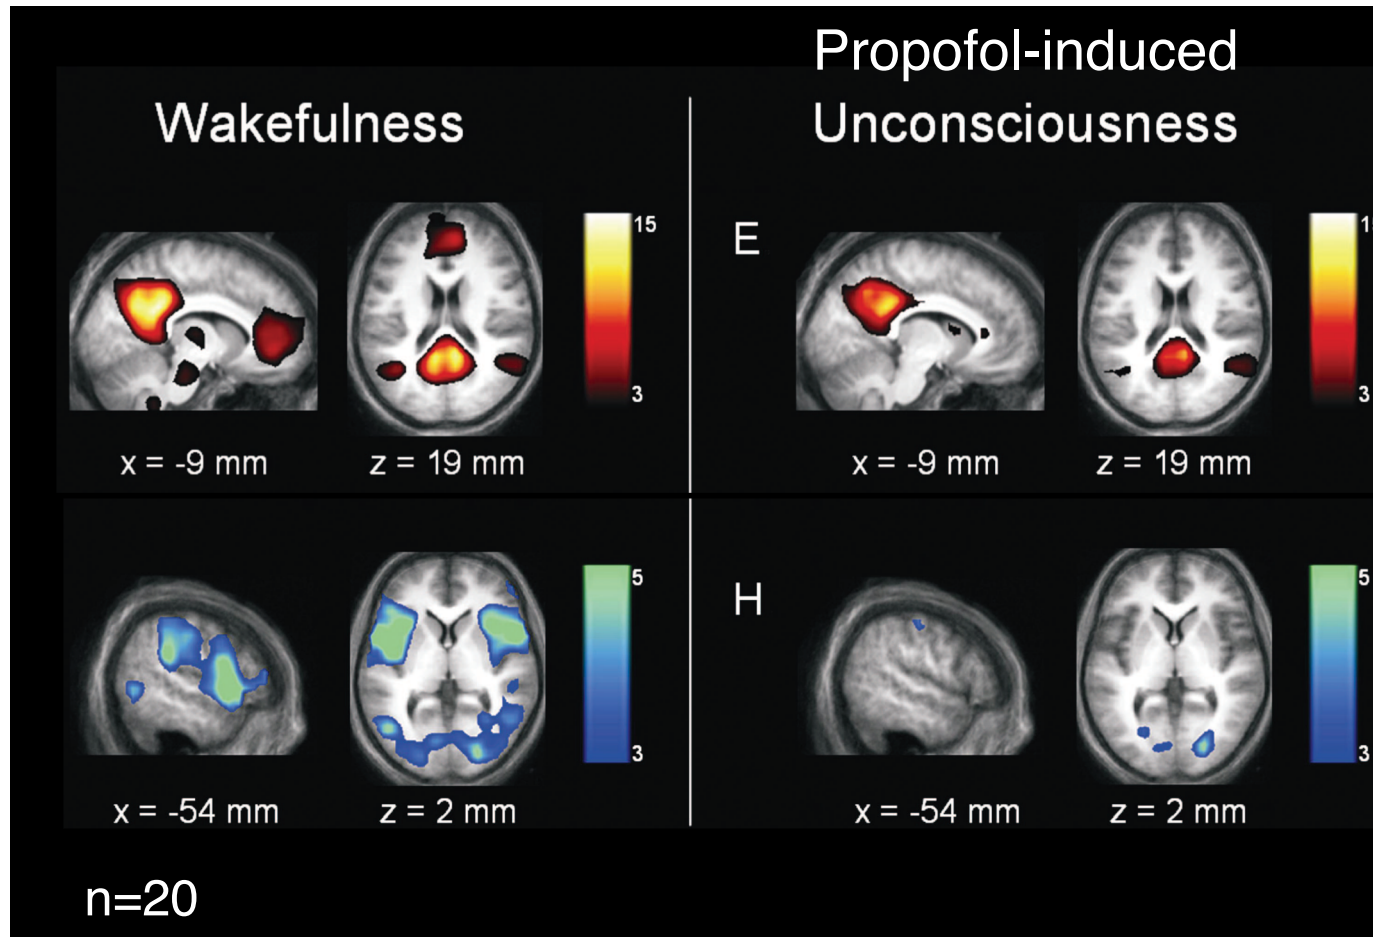 Propofol-induced
Wakefulness
Unconsciousness
15
3
x = -9 mm
z = 19 mm
E
3
x = -9 mm
z = 19 mm
5
3
x = -54 mm
z = 2 mm
H
5
3
x = -54 mm
z = 2 mm
n=20